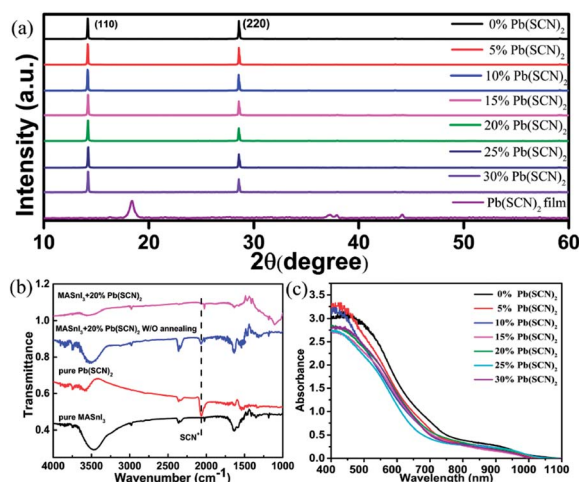 (a)
(110)
(220)
0% Pb(SCN)₂
5% Pb(SCN)₂
10% Pb(SCN)₂
15% Pb(SCN)₂
20% Pb(SCN)₂
25% Pb(SCN)₂
30% Pb(SCN)₂
Pb(SCN)₂ film
Intensity (a.u.)
10 20 30 40 50 60
2θ(degree)
(b)
MASnI₃+20% Pb(SCN)₂
MASnI₃+20% Pb(SCN)₂ W/O annealing
pure Pb(SCN)₂
pure MASnI₃
SCN⁻
Transmittance
1.2
1.0
0.8
0.6
0.4
4000 3500 3000 2500 2000 1500 1000
Wavenumber(cm⁻¹)
(c)
0% Pb(SCN)₂
5% Pb(SCN)₂
10% Pb(SCN)₂
15% Pb(SCN)₂
20% Pb(SCN)₂
25% Pb(SCN)₂
30% Pb(SCN)₂
Absorbance
3.5
3.0
2.5
2.0
1.5
1.0
0.5
0.0
400 500 600 700 800 900 1000 1100
Wavelength(nm)